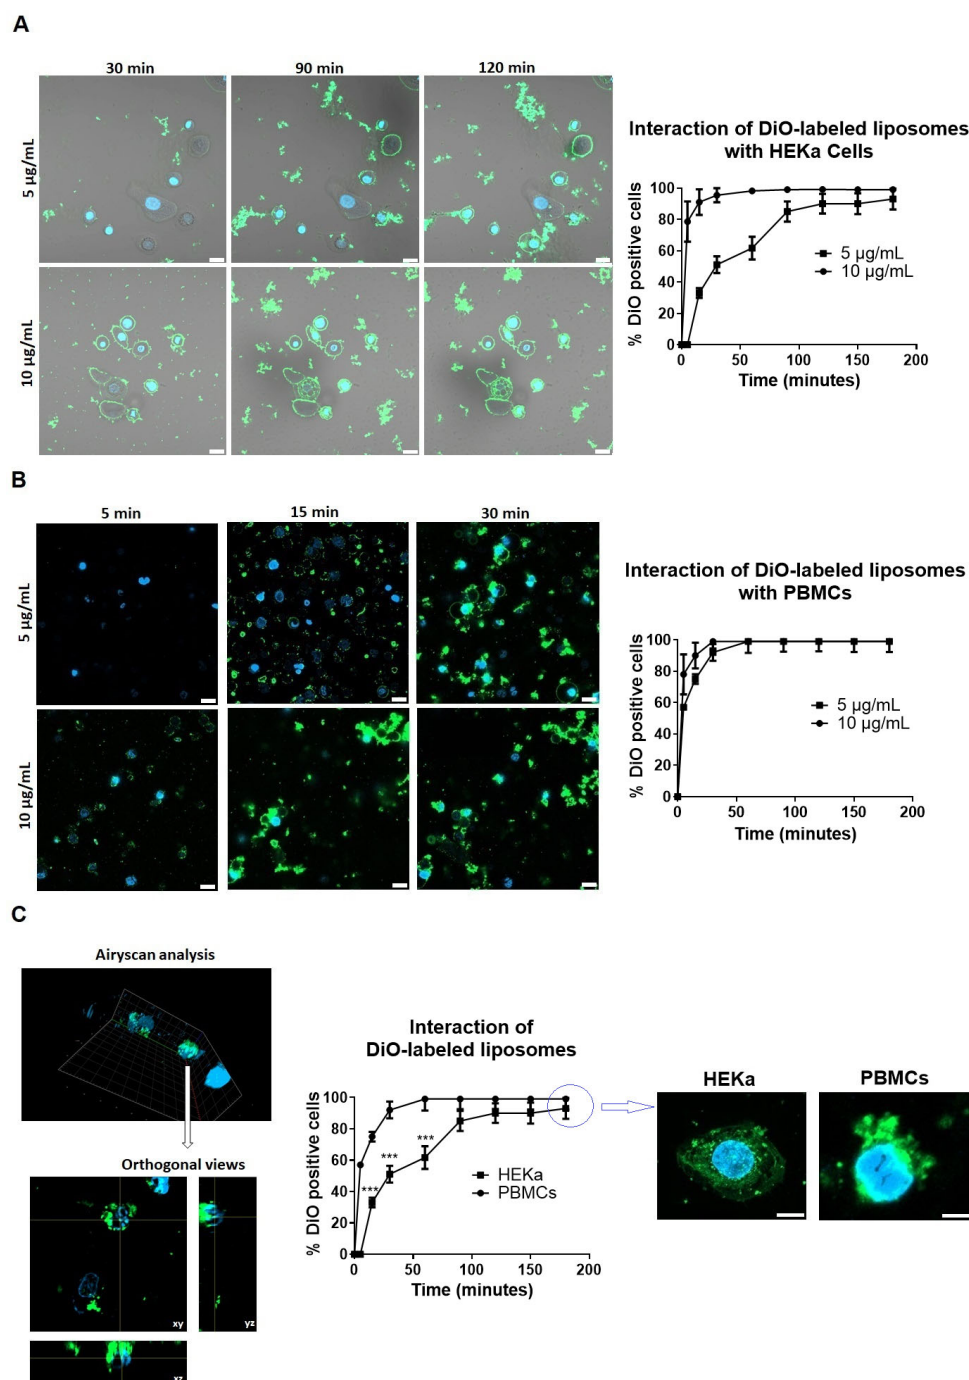 A
30 min
90 min
120 min
5 µg/mL
10 µg/mL
Interaction of DiO-labeled liposomes
with HEKa Cells
% DiO positive cells
100
80
60
40
20
0
5 µg/mL
10 µg/mL
0
50
100
150
200
Time (minutes)
B
5 min
15 min
30 min
5 µg/mL
10 µg/mL
Interaction of DiO-labeled liposomes
with PBMCs
% DiO positive cells
100
80
60
40
20
0
5 µg/mL
10 µg/mL
0
50
100
150
200
Time (minutes)
C
Airyscan analysis
Orthogonal views
xy
yz
xz
Interaction of
DiO-labeled liposomes
% DiO positive cells
100
80
60
40
20
0
***
***
***
HEKa
PBMCs
0
50
100
150
200
Time (minutes)
HEKa
PBMCs